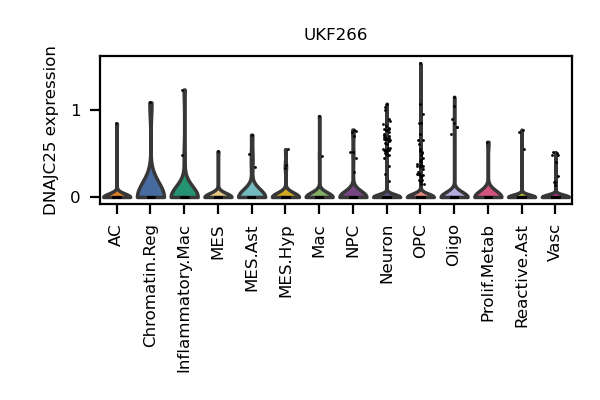 UKF266
DNAJC25 expression
1
0
AC
Chromatin.Reg
Inflammatory.Mac
MES
MES.Ast
MES.Hyp
Mac
NPC
Neuron
OPC
Oligo
Prolif.Metab
Reactive.Ast
Vasc